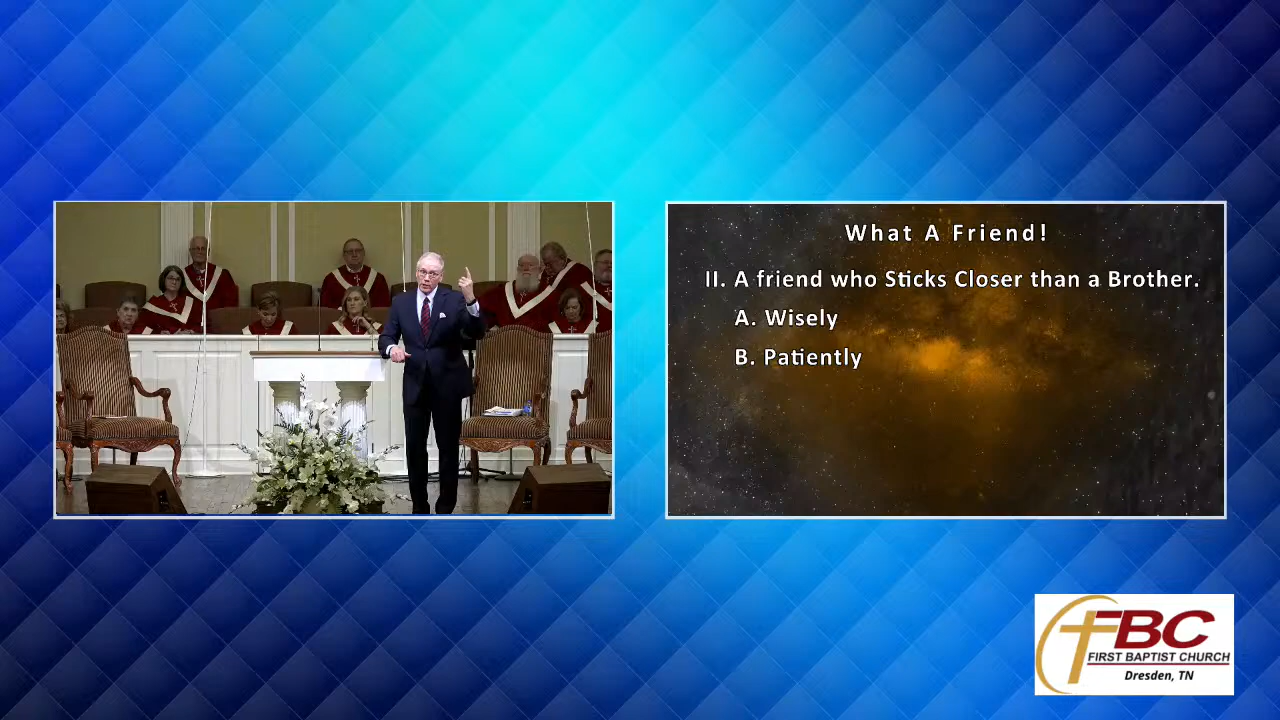 What A Friend!
II. A friend who Sticks Closer than a Brother.
A. Wisely
B. Patiently
FBC
FIRST BAPTIST CHURCH
Dresden, TN